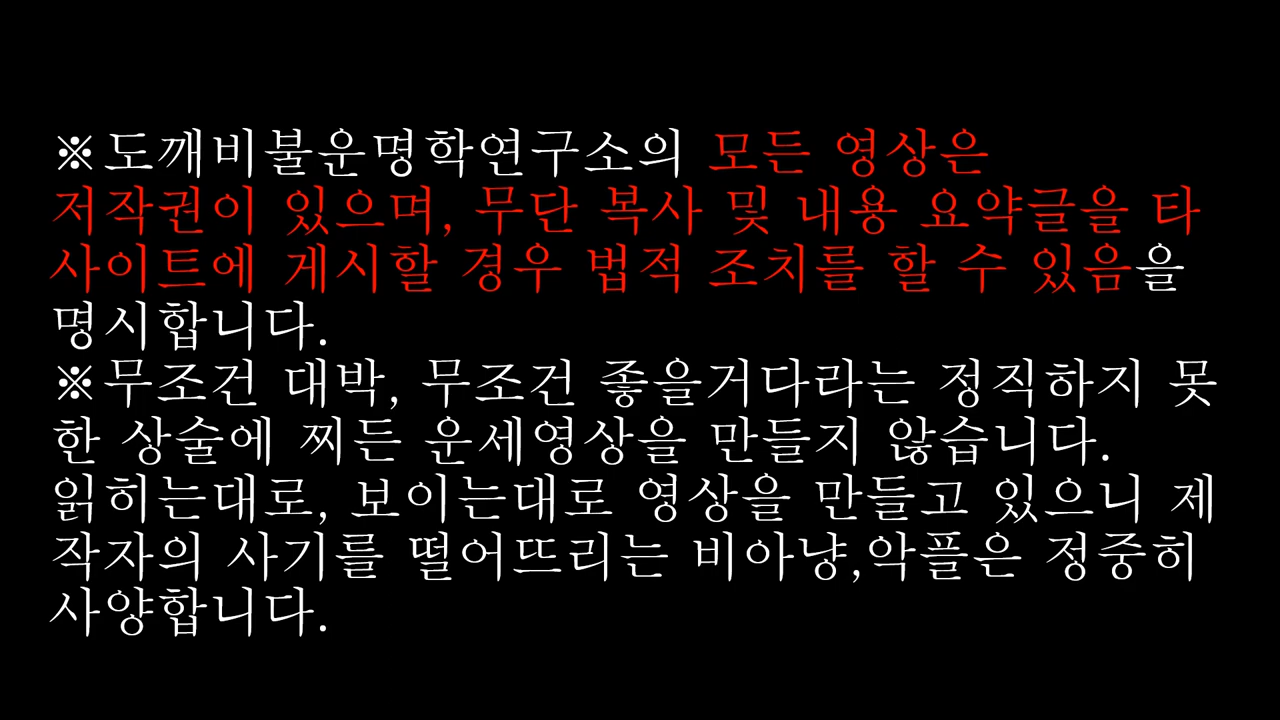 ※도깨비불운명학연구소의 모든 영상은
저작권이 있으며, 무단 복사 및 내용 요약글을 타
사이트에 게시할 경우 법적 조치를 할 수 있음을
명시합니다.
※무조건 대박, 무조건 좋을거다라는 정직하지 못
한 상술에 찌든 운세영상을 만들지 않습니다.
읽히는대로, 보이는대로 영상을 만들고 있으니 제
작자의 사기를 떨어뜨리는 비아냥,악플은 정중히
사양합니다.